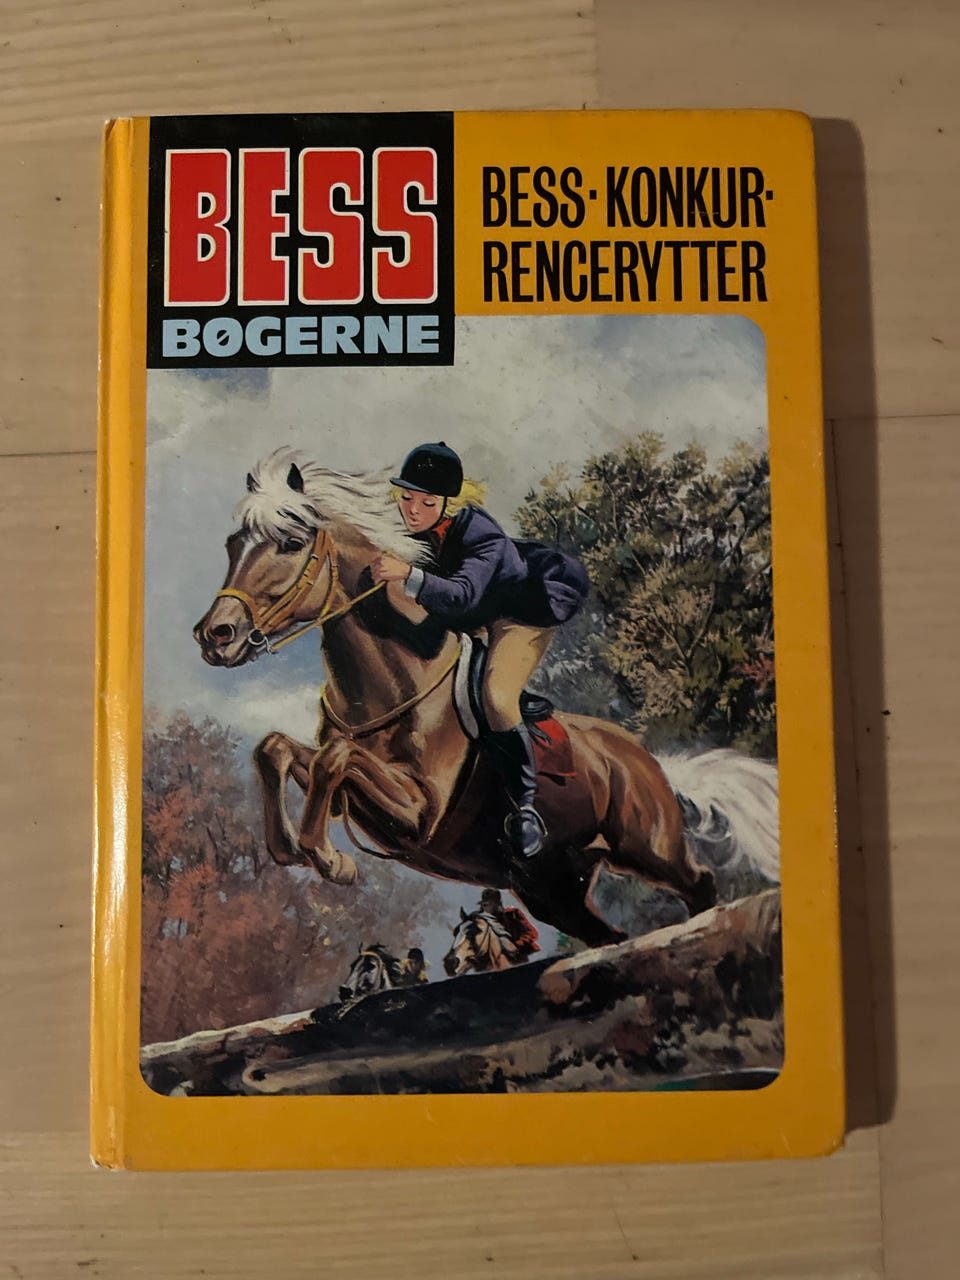 BESS
BØGERNE
BESS · KONKUR-
RENCERYTTER